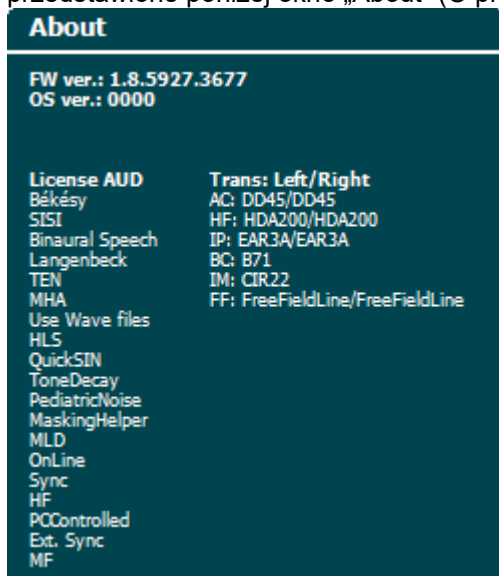 przedstawione poniżej okno „About” (O pr
About
FW ver.: 1.8.5927.3677
OS ver.: 0000
License AUD
Békésy
SISI
Binaural Speech
Langenbeck
TEN
MHA
Use Wave files
HLS
QuickSIN
ToneDecay
PediatricNoise
MaskingHelper
MLD
OnLine
Sync
HF
PCControlled
Ext. Sync
MF
Trans: Left/Right
AC: DD45/DD45
HF: HDA200/HDA200
IP: EAR3A/EAR3A
BC: B71
IM: CIR22
FF: FreeFieldLine/FreeFieldLine